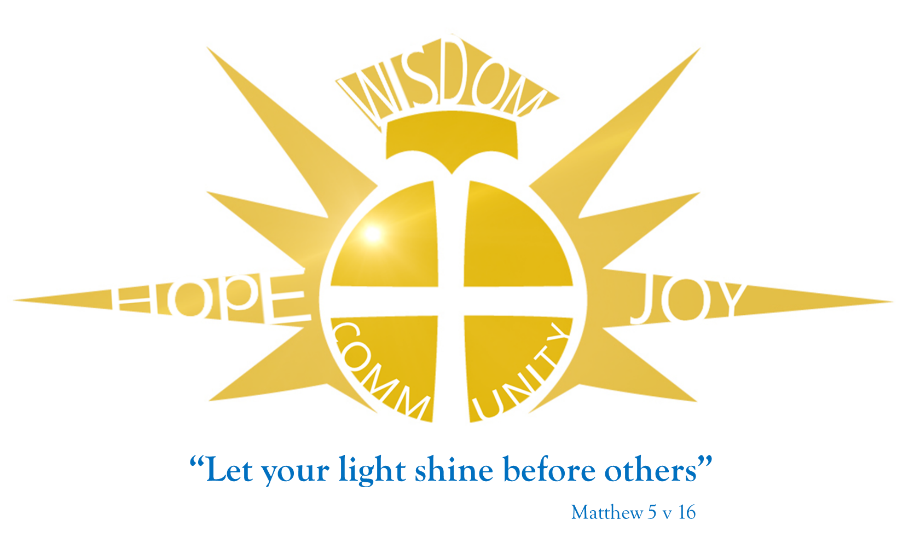 WISDOM
HOPE
JOY
COMMUNITY
“Let your light shine before others”
Matthew 5 v 16